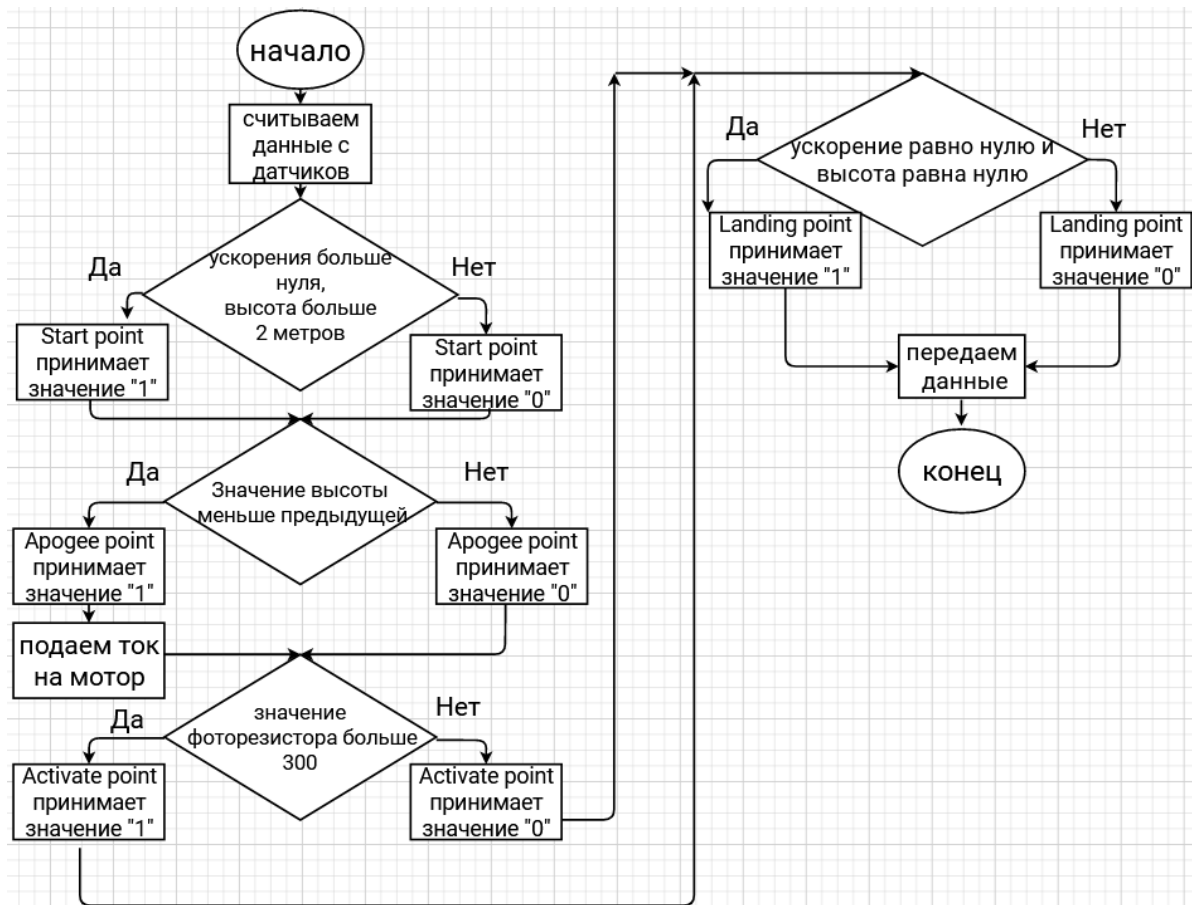 начало
считываем
данные с
датчиков
ускорения больше
нуля,
высота больше
2 метров
Да
Нет
Start point
принимает
значение "1"
Start point
принимает
значение "0"
Значение высоты
меньше предыдущей
Да
Нет
Apogee point
принимает
значение "1"
Apogee point
принимает
значение "0"
подаем ток
на мотор
значение
фоторезистора больше
300
Да
Нет
Activate point
принимает
значение "1"
Activate point
принимает
значение "0"
ускорение равно нулю и
высота равна нулю
Да
Нет
Landing point
принимает
значение "1"
Landing point
принимает
значение "0"
передаем
данные
конец